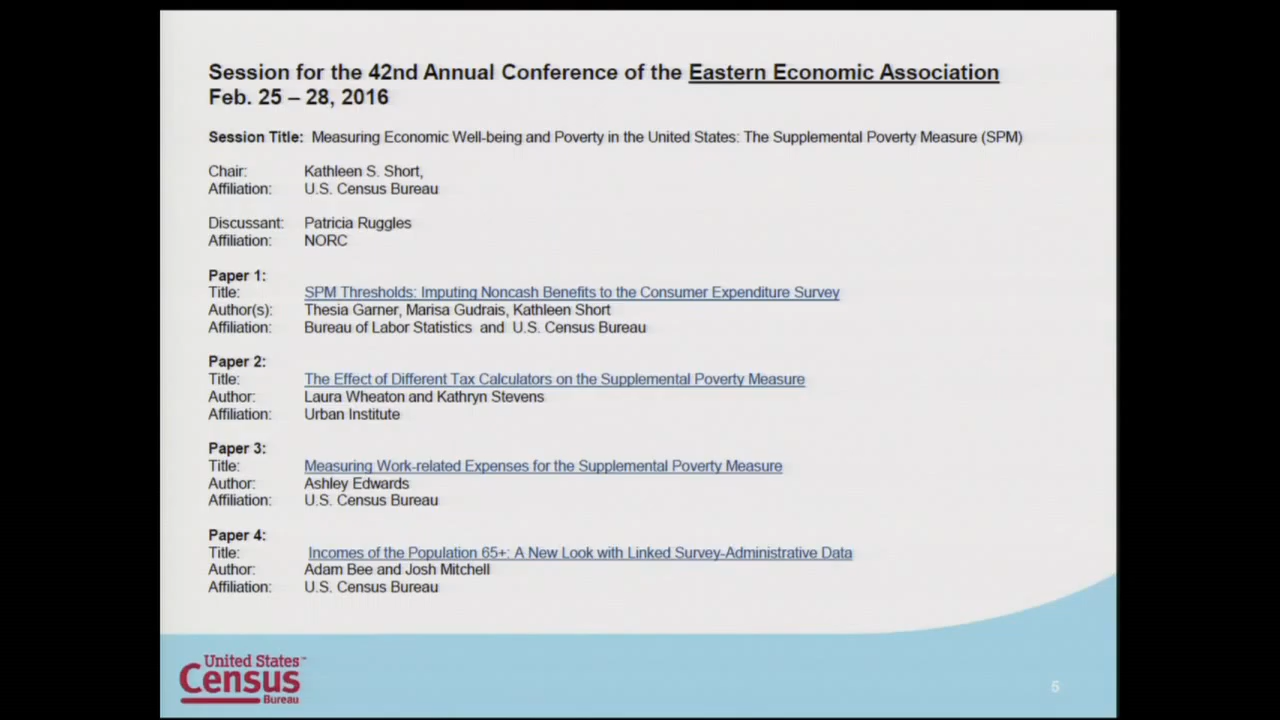 Session for the 42nd Annual Conference of the Eastern Economic Association
Feb. 25 – 28, 2016
Session Title: Measuring Economic Well-being and Poverty in the United States: The Supplemental Poverty Measure (SPM)
Chair: Kathleen S. Short,
Affiliation: U.S. Census Bureau
Discussant: Patricia Ruggles
Affiliation: NORC
Paper 1:
Title: SPM Thresholds: Imputing Noncash Benefits to the Consumer Expenditure Survey
Author(s): Thesia Garner, Marisa Gudrais, Kathleen Short
Affiliation: Bureau of Labor Statistics and U.S. Census Bureau
Paper 2:
Title: The Effect of Different Tax Calculators on the Supplemental Poverty Measure
Author: Laura Wheaton and Kathryn Stevens
Affiliation: Urban Institute
Paper 3:
Title: Measuring Work-related Expenses for the Supplemental Poverty Measure
Author: Ashley Edwards
Affiliation: U.S. Census Bureau
Paper 4:
Title: Incomes of the Population 65+: A New Look with Linked Survey-Administrative Data
Author: Adam Bee and Josh Mitchell
Affiliation: U.S. Census Bureau
United States™
Census
Bureau
5